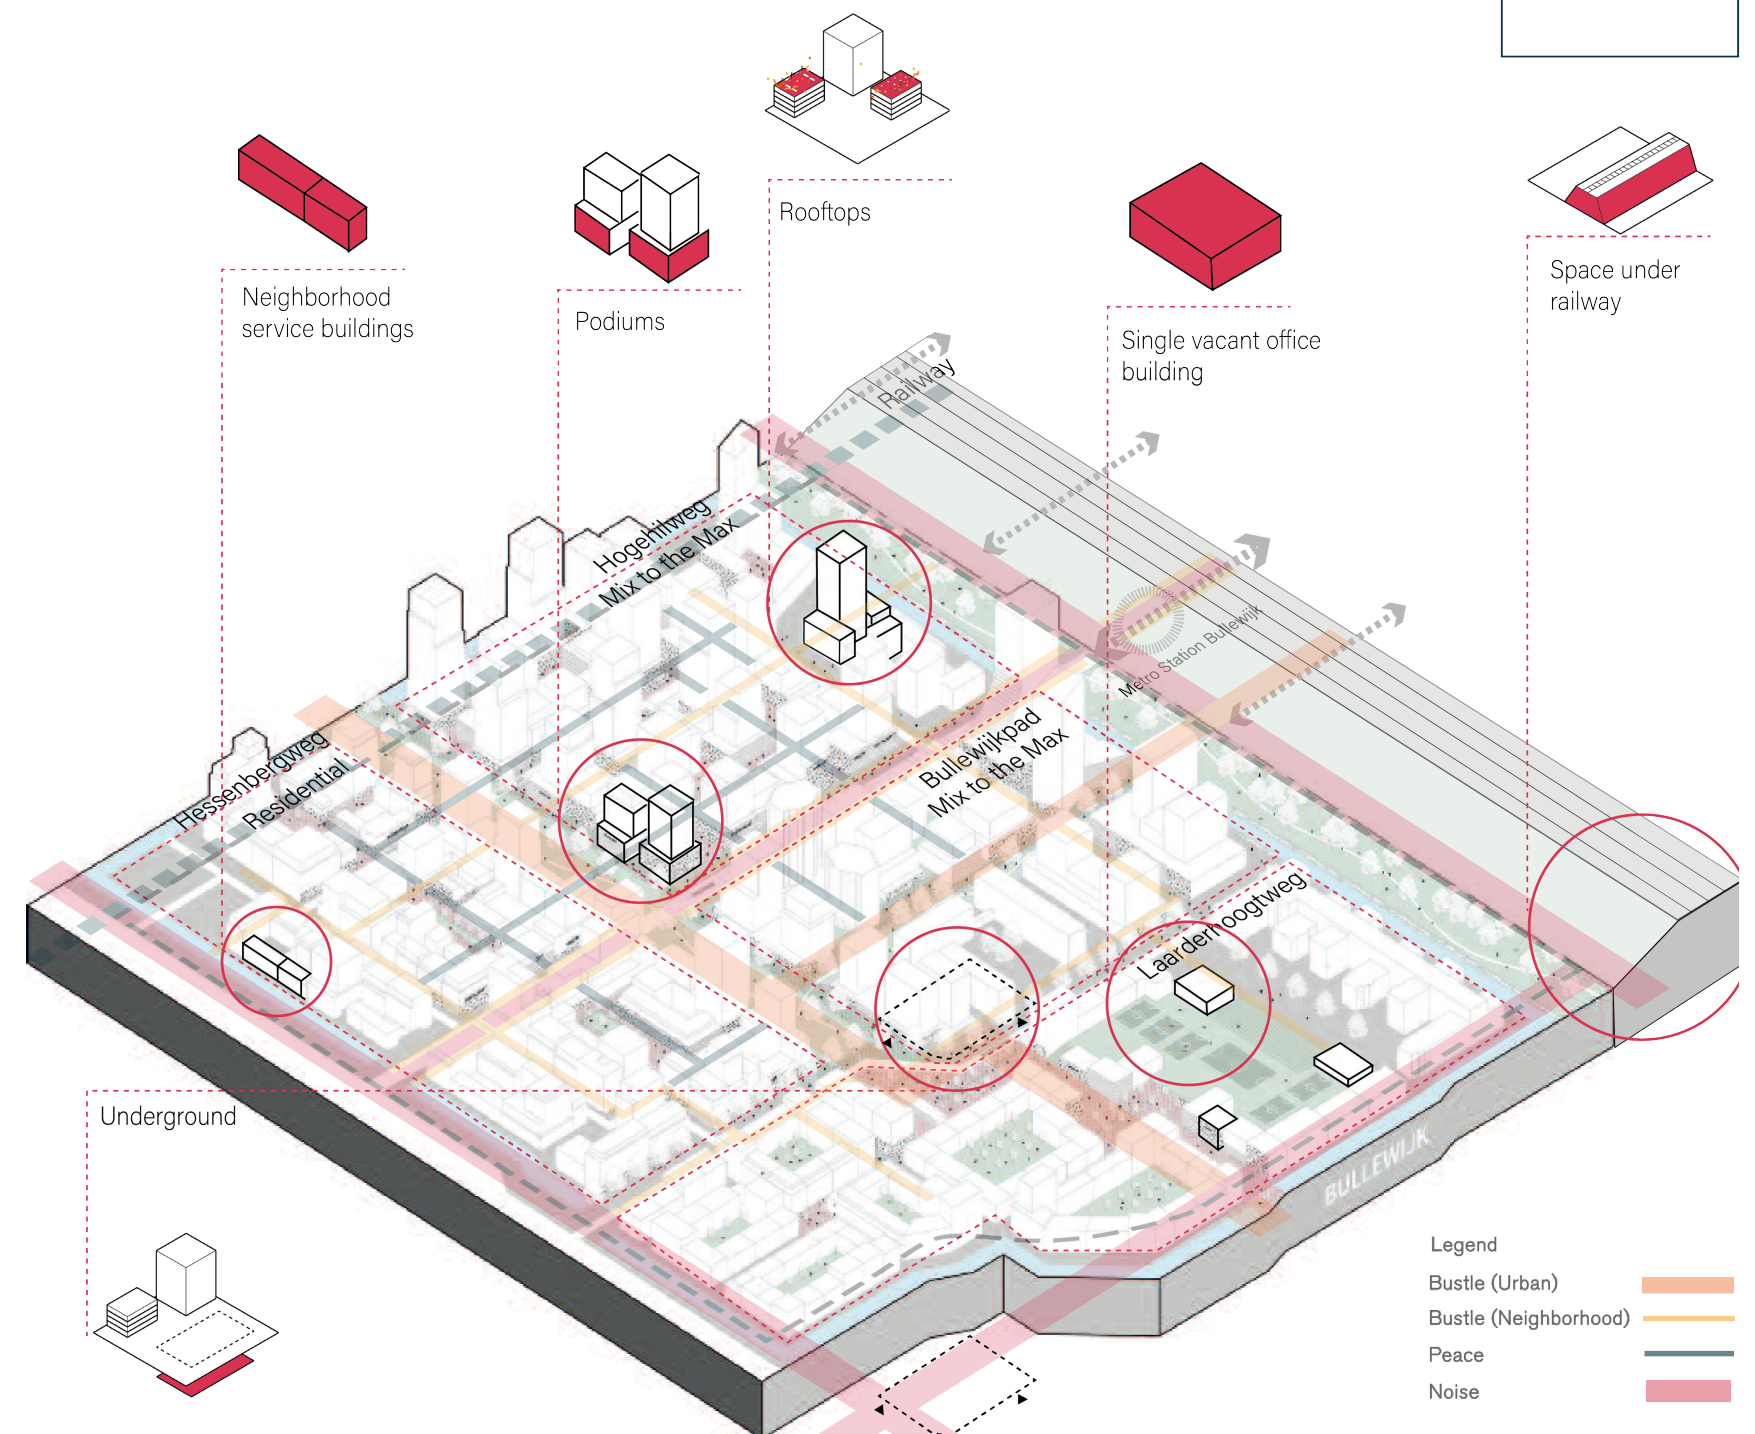 Rooftops
Neighborhood
service buildings
Podiums
Single vacant office
building
Space under
railway
Railway
Hogehilweg
Mix to the Max
Metro Station Bullewijk
Bullewijkpad
Mix to the Max
Hessenbergweg
Residential
Laarderhoogtweg
Underground
BULLEWIJK
Legend
Bustle (Urban)
Bustle (Neighborhood)
Peace
Noise